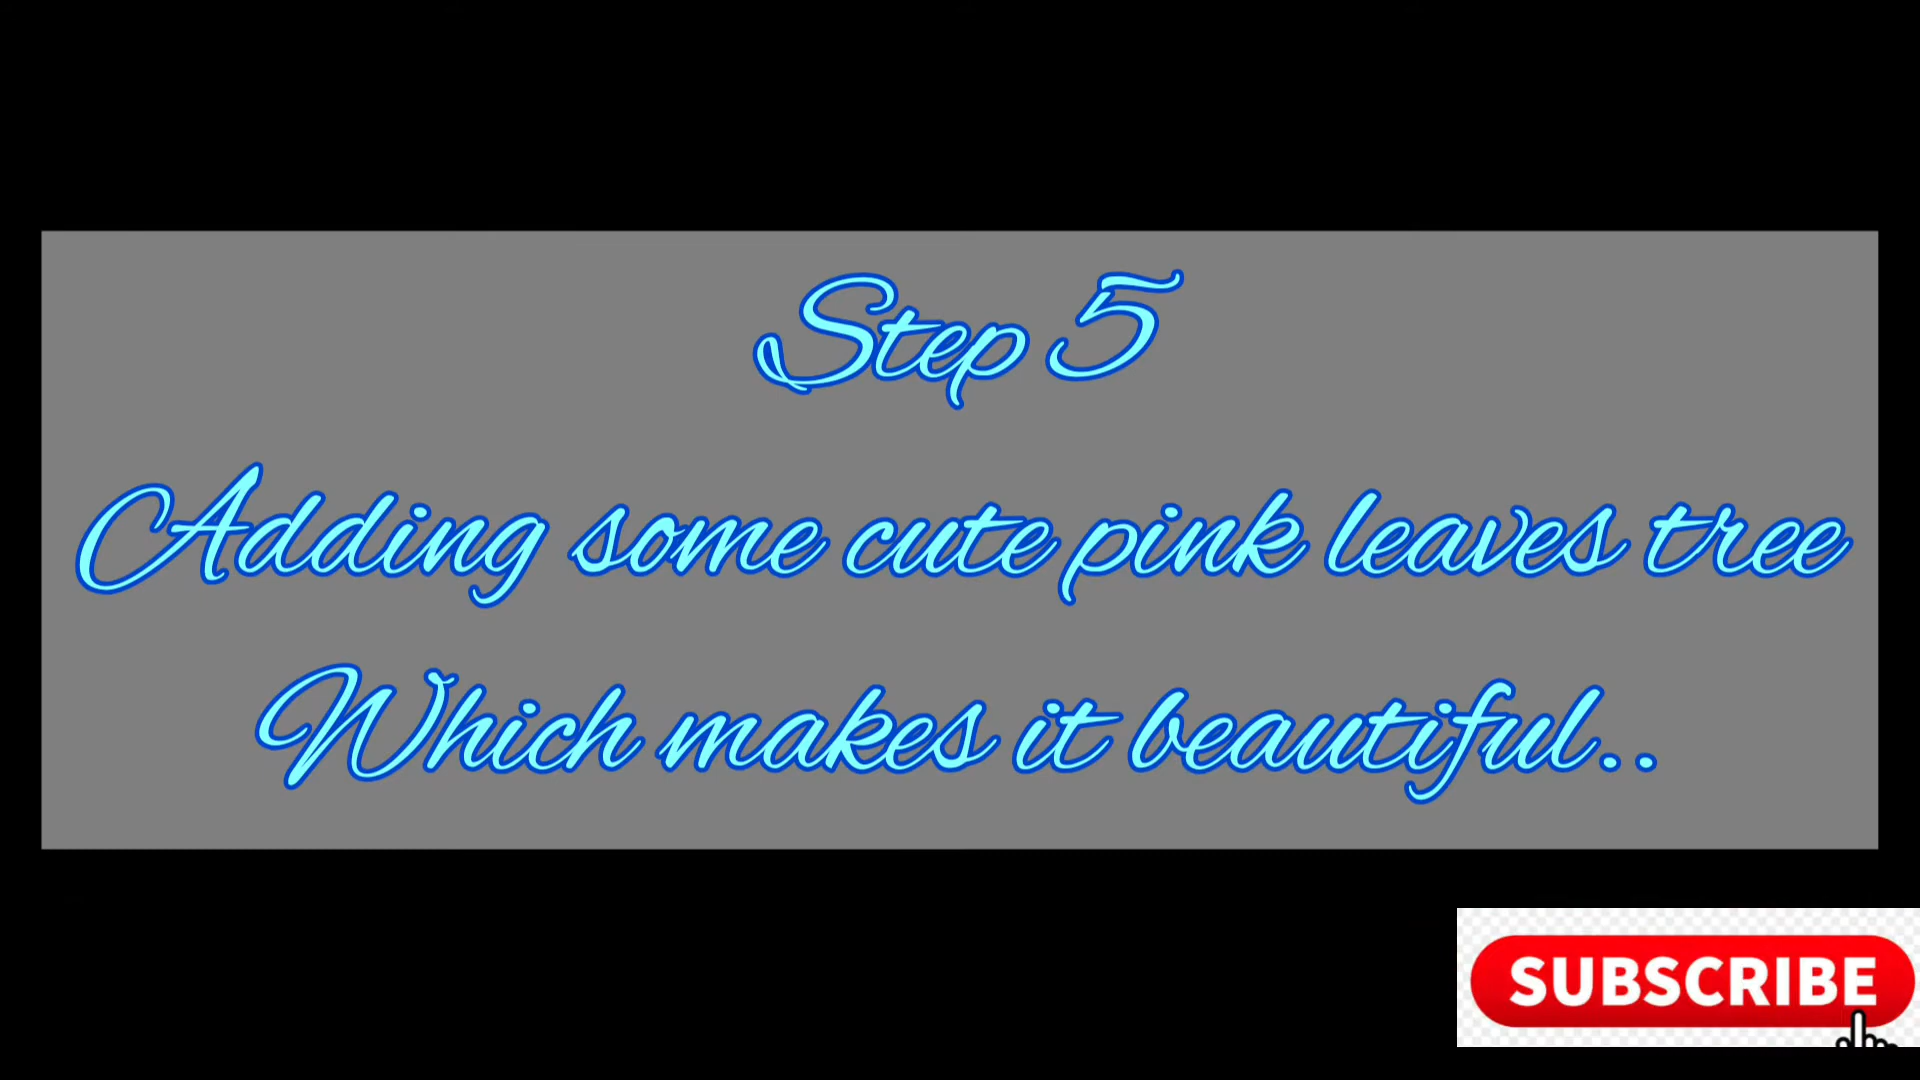 Step 5
Adding some cute pink leaves tree
Which makes it beautiful..
SUBSCRIBE